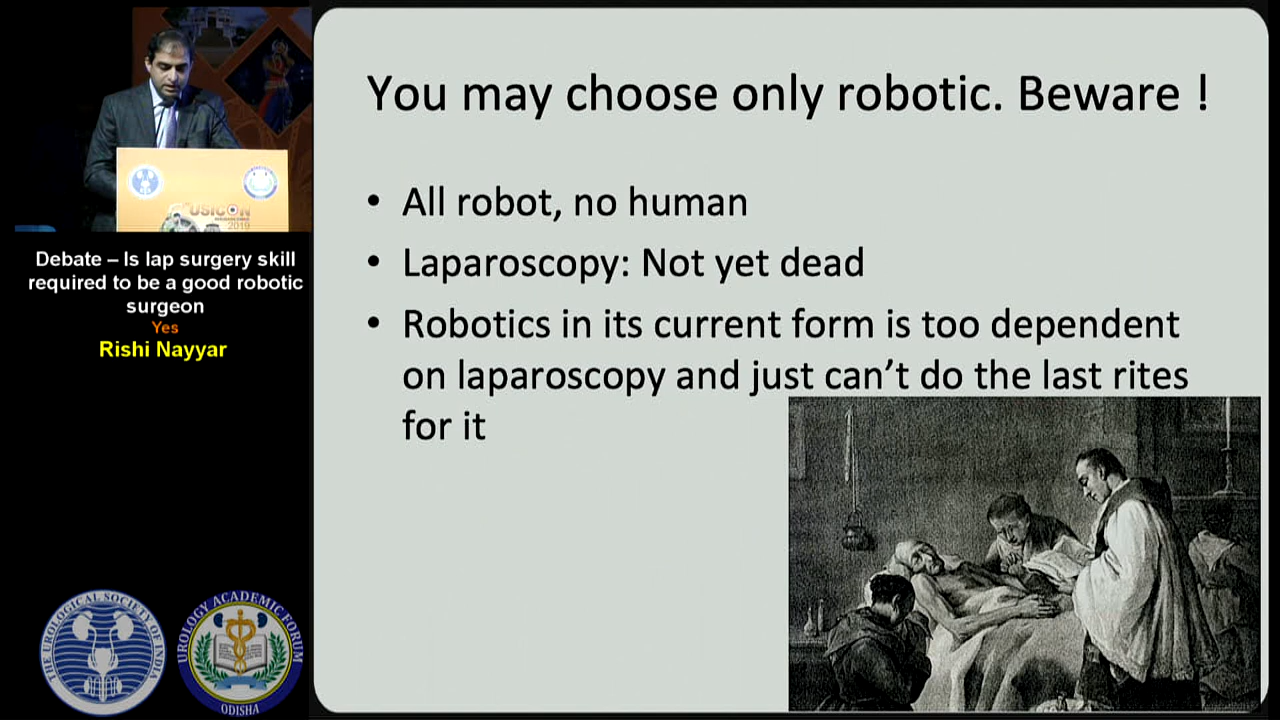 You may choose only robotic. Beware !
• All robot, no human
• Laparoscopy: Not yet dead
• Robotics in its current form is too dependent
on laparoscopy and just can't do the last rites
for it
USICON
2019
Debate – Is lap surgery skill
required to be a good robotic
surgeon
Yes
Rishi Nayyar
THE UROLOGICAL SOCIETY OF INDIA
UROLOGY ACADEMIC FORUM
ODISHA